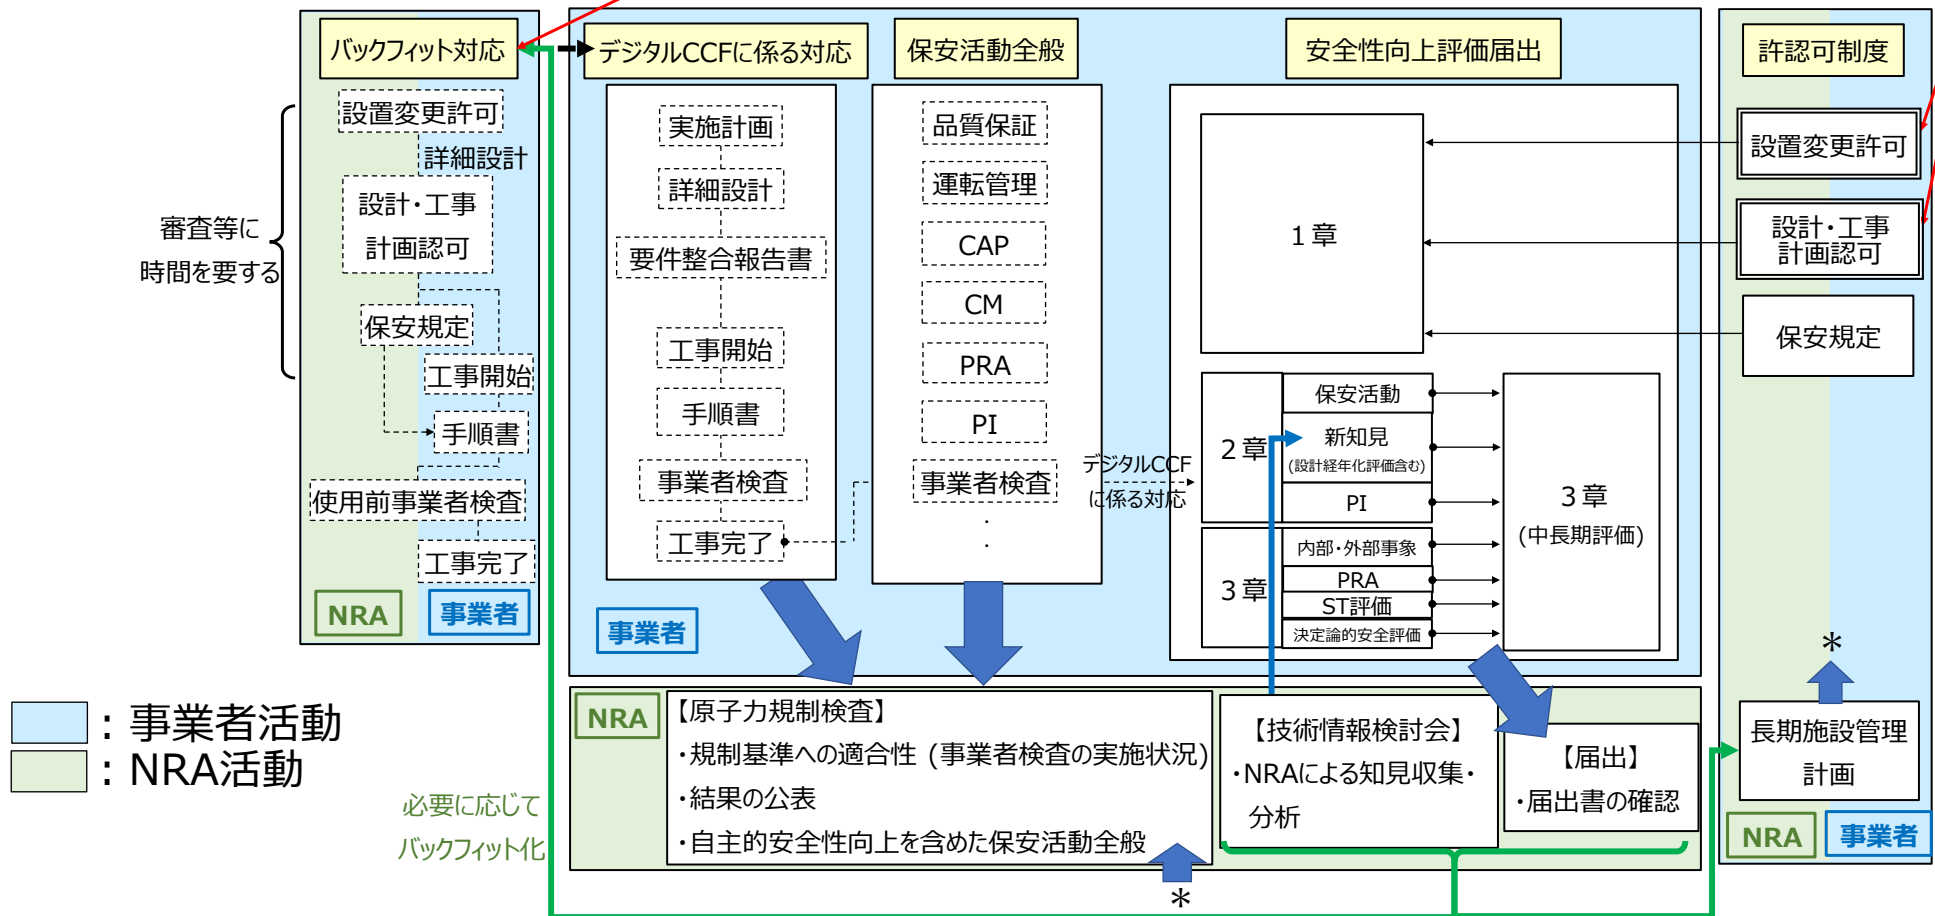 バックフィット対応
設置変更許可
詳細設計
設計・工事
計画認可
保安規定
工事開始
手順書
使用前事業者検査
工事完了
NRA
事業者
審査等に
時間を要する
デジタルCCFに係る対応
実施計画
詳細設計
要件整合報告書
工事開始
手順書
事業者検査
工事完了
事業者
保安活動全般
品質保証
運転管理
CAP
CM
PRA
PI
事業者検査
・
・
デジタルCCF
に係る対応
安全性向上評価届出
1章
2章
保安活動
新知見
(設計経年化評価含む)
PI
3章
内部・外部事象
PRA
ST評価
決定論的安全評価
3章
(中長期評価)
許認可制度
設置変更許可
設計・工事
計画認可
保安規定
*
長期施設管理
計画
NRA
事業者
NRA
【原子力規制検査】
・規制基準への適合性 (事業者検査の実施状況)
・結果の公表
・自主的安全性向上を含めた保安活動全般
*
【技術情報検討会】
・NRAによる知見収集・
分析
【届出】
・届出書の確認
必要に応じて
バックフィット化
：事業者活動
：NRA活動